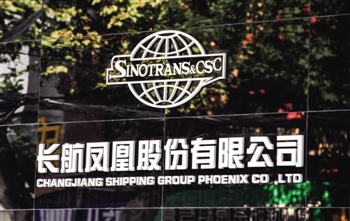 SINOTRANS&CSC
长航凤凰股份有限公司
CHANGJIANG SHIPPING GROUP PHOENIX CO.,LTD